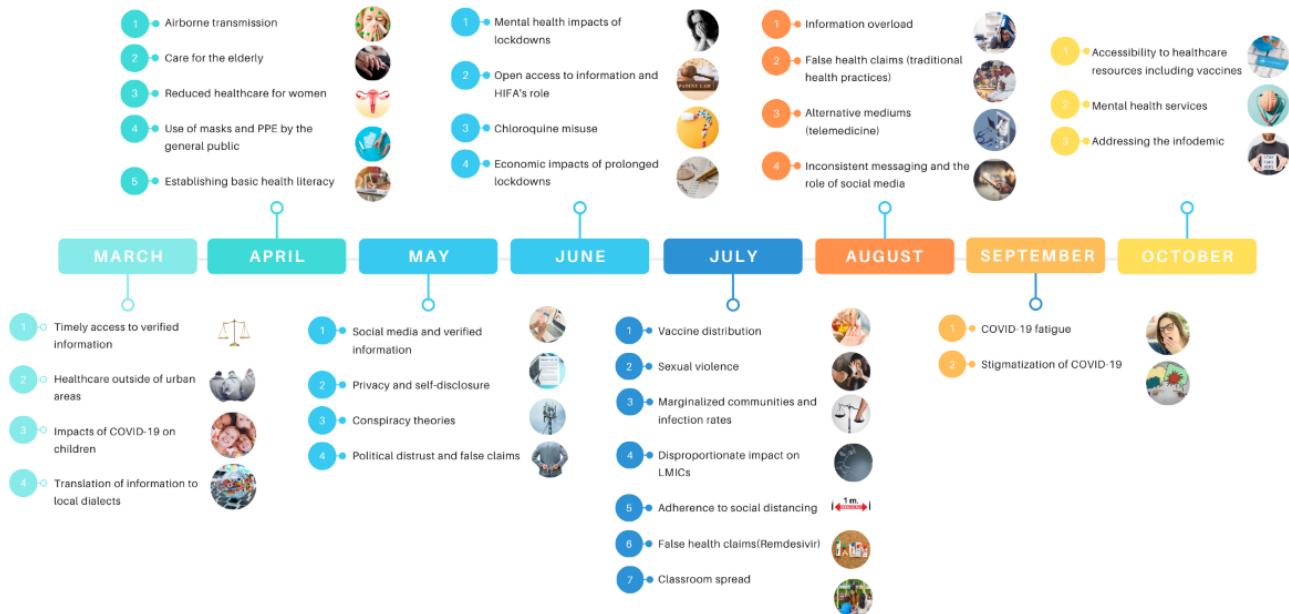 1 Airborne transmission
2 Care for the elderly
3 Reduced healthcare for women
4 Use of masks and PPE by the
general public
5 Establishing basic health literacy
1 Mental health impacts of
lockdowns
2 Open access to information and
HIFA's role
PATENT LAW
3 Chloroquine misuse
4 Economic impacts of prolonged
lockdowns
1 Information overload
2 False health claims (traditional
health practices)
3 Alternative mediums
(telemedicine)
4 Inconsistent messaging and the
role of social media
1 Accessibility to healthcare
resources including vaccines
2 Mental health services
3 Addressing the infodemic
MARCH
APRIL
MAY
JUNE
JULY
AUGUST
SEPTEMBER
OCTOBER
1 Timely access to verified
information
2 Healthcare outside of urban
areas
3 Impacts of COVID-19 on
children
4 Translation of information to
local dialects
1 Social media and verified
information
2 Privacy and self-disclosure
3 Conspiracy theories
4 Political distrust and false claims
1 Vaccine distribution
2 Sexual violence
3 Marginalized communities and
infection rates
4 Disproportionate impact on
LMICs
5 Adherence to social distancing
1 m.
6 False health claims(Remdesivir)
7 Classroom spread
1 COVID-19 fatigue
2 Stigmatization of COVID-19